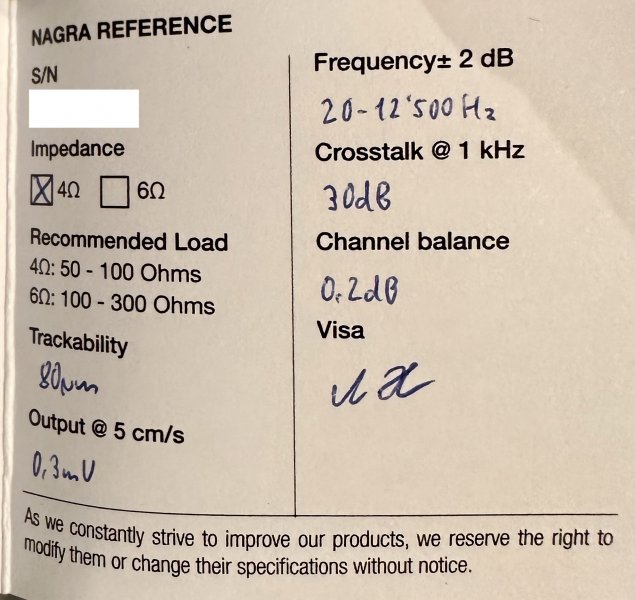 NAGRA REFERENCE
S/N
Impedance
4Ω 6Ω
Recommended Load
4Ω: 50 - 100 Ohms
6Ω: 100 - 300 Ohms
Trackability
80µm
Output @ 5 cm/s
0,3mV
Frequency± 2 dB
20-12'500 Hz
Crosstalk @ 1 kHz
30dB
Channel balance
0.2dB
Visa
As we constantly strive to improve our products, we reserve the right to
modify them or change their specifications without notice.